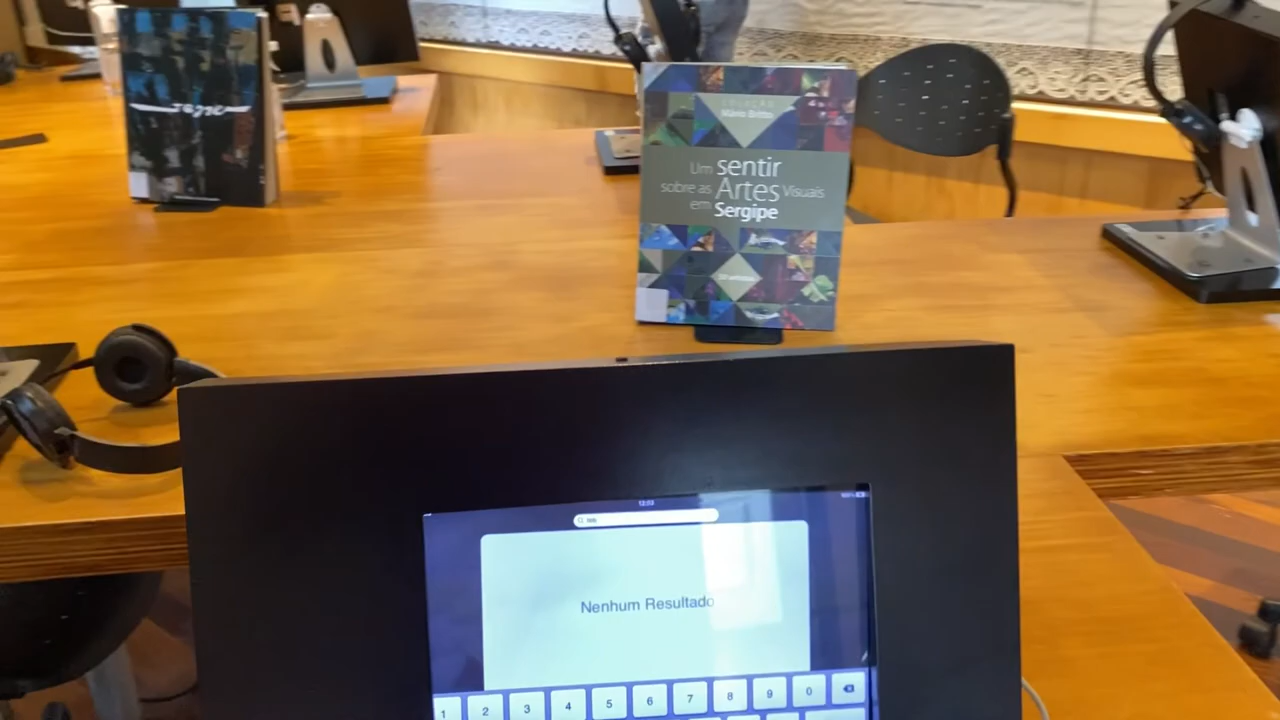 COLEÇÃO
Mário Britto
Um sentir
sobre as Artes Visuais
em Sergipe
Nenhum Resultado
1 2 3 4 5 6 7 8 9 0